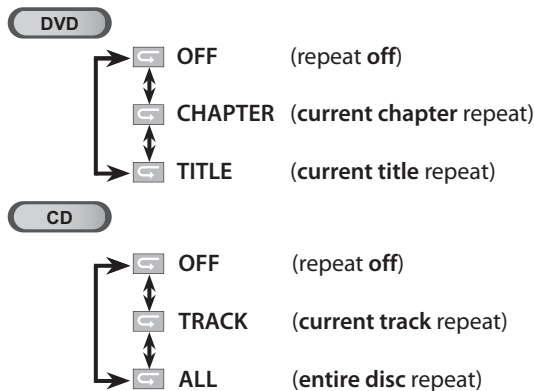 DVD
OFF (repeat off)
CHAPTER (current chapter repeat)
TITLE (current title repeat)
CD
OFF (repeat off)
TRACK (current track repeat)
ALL (entire disc repeat)